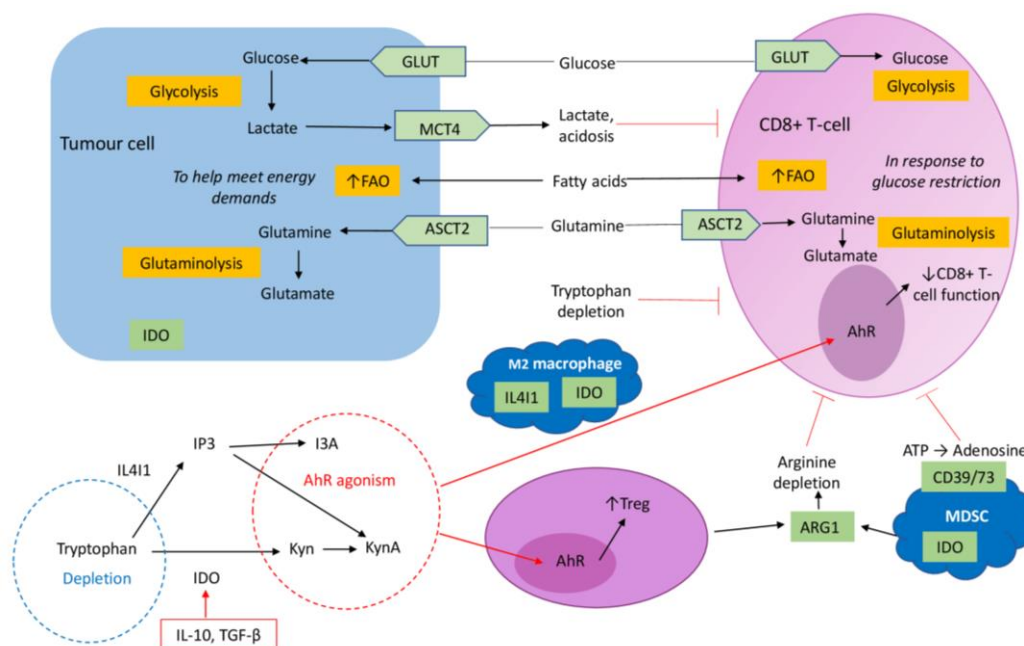 Glucose
GLUT
Glucose
GLUT
Glucose
Glycolysis
Glycolysis
Lactate
MCT4
Lactate,
acidosis
CD8+ T-cell
Tumour cell
To help meet energy
demands
↑FAO
Fatty acids
↑FAO
In response to
glucose restriction
Glutamine
ASCT2
Glutamine
ASCT2
Glutamine
Glutaminolysis
Glutaminolysis
Glutamate
Glutamate
Tryptophan
depletion
↓CD8+ T-
cell function
AhR
IDO
M2 macrophage
IL4I1
IDO
IP3
I3A
IL4I1
AhR agonism
Tryptophan
Kyn
KynA
Depletion
IDO
IL-10, TGF-β
↑Treg
AhR
Arginine
depletion
ARG1
ATP → Adenosine
CD39/73
MDSC
IDO